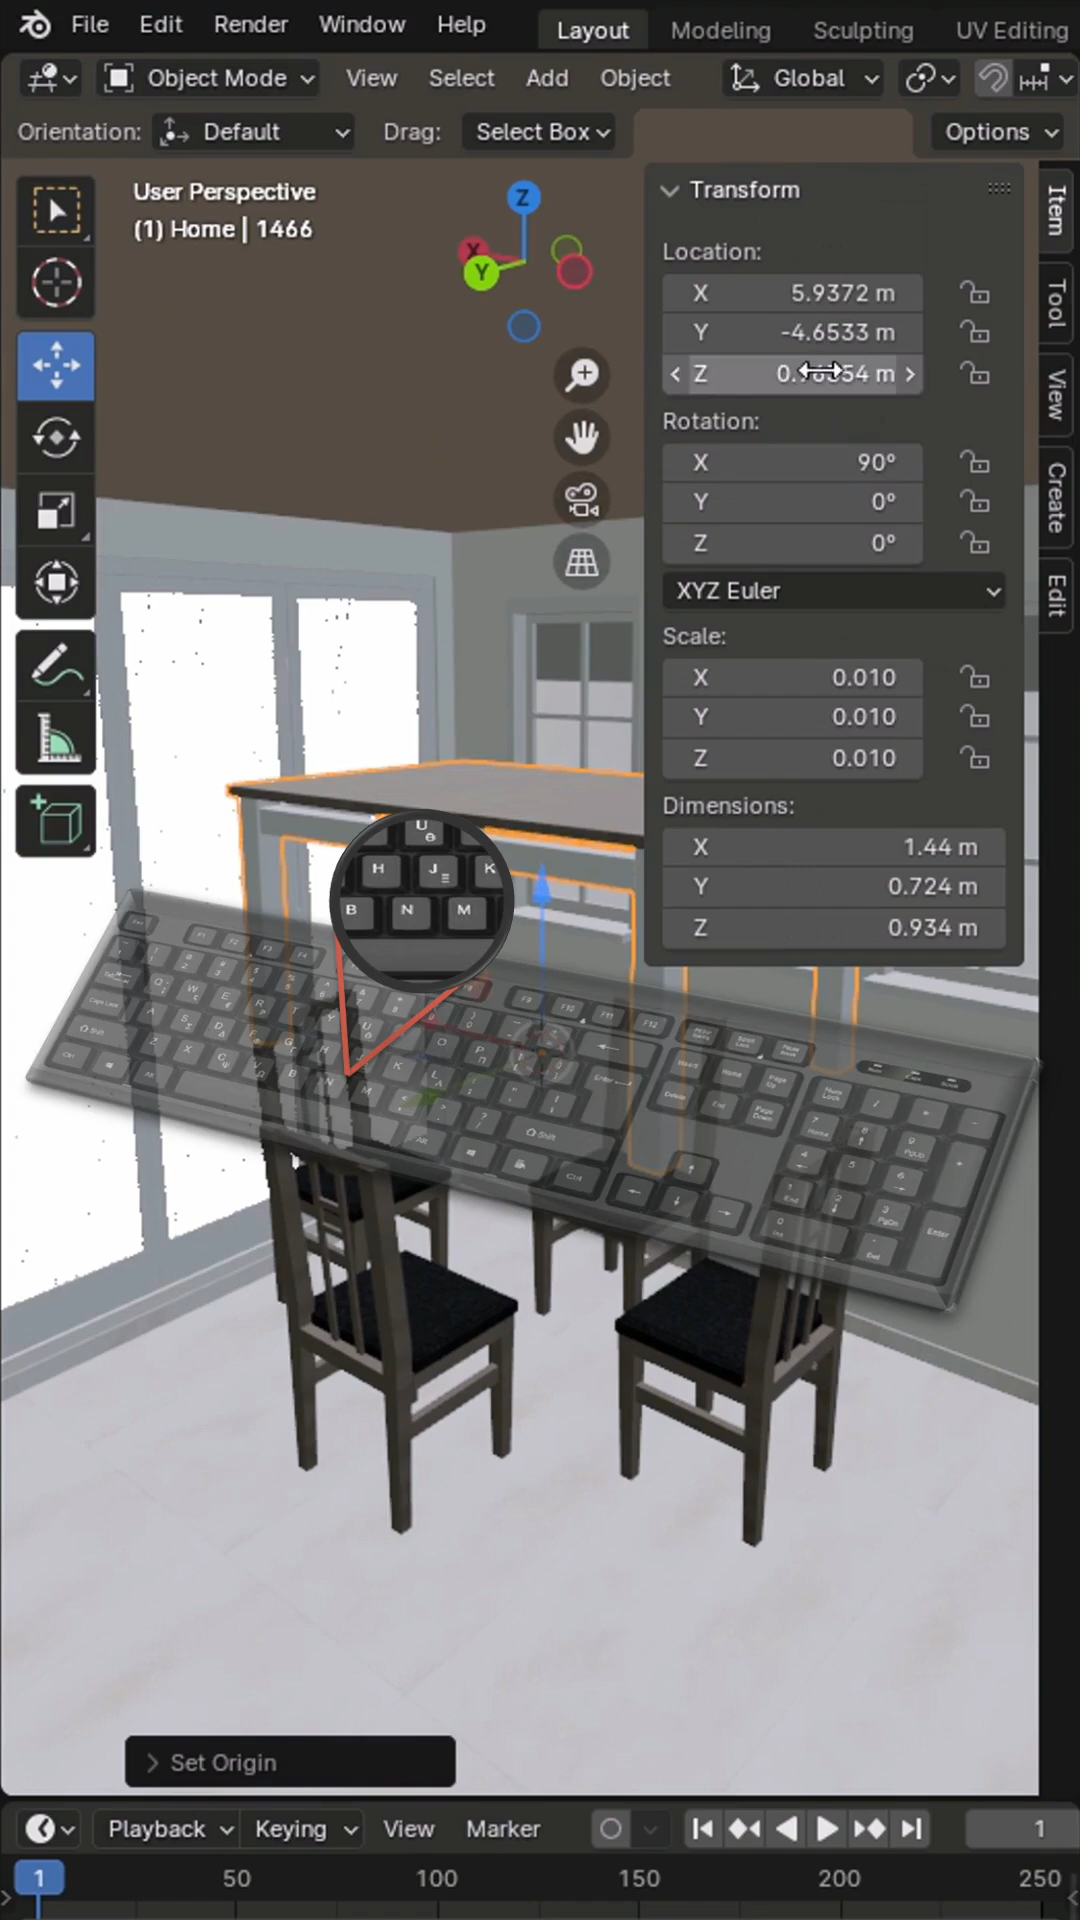 File Edit Render Window Help Layout Modeling Sculpting UV Editing
Object Mode View Select Add Object Global
Orientation: Default Drag: Select Box Options
User Perspective
(1) Home | 1466
Z
X
Y
Transform
Location:
X 5.9372 m
Y -4.6533 m
Z
Rotation:
X 90°
Y 0°
Z 0°
XYZ Euler
Scale:
X 0.010
Y 0.010
Z 0.010
Dimensions:
X 1.44 m
Y 0.724 m
Z 0.934 m
Item
Tool
View
Create
Edit
U
H J K
B N M
Set Origin
Playback Keying View Marker 1
1 50 100 150 200 250